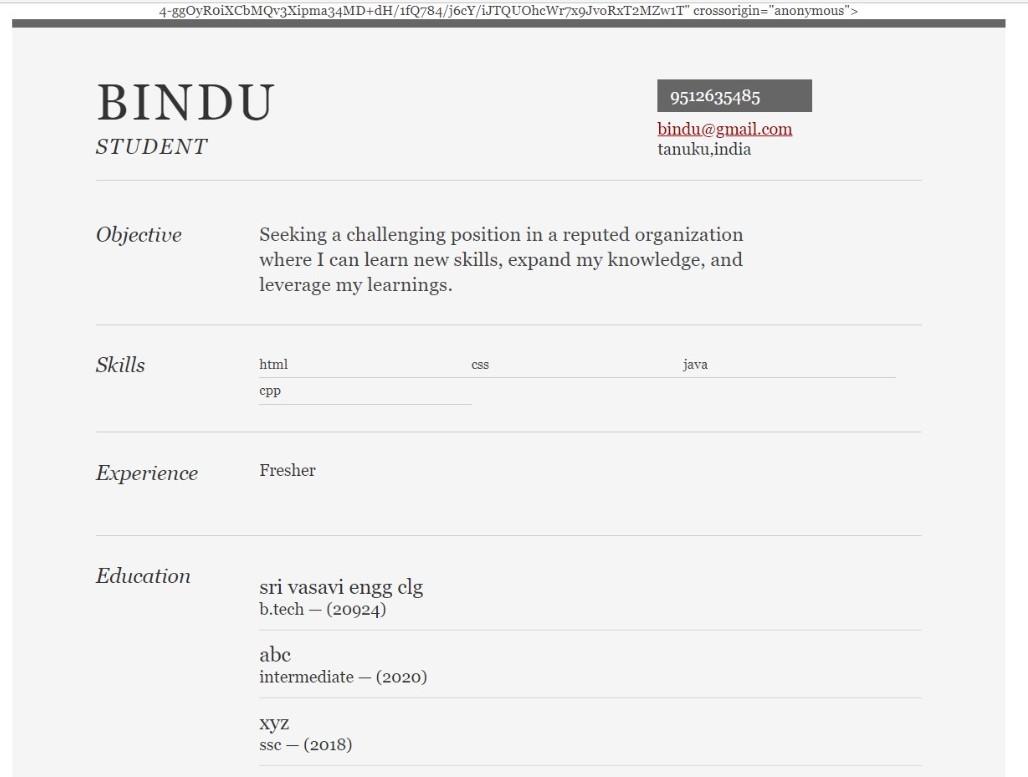 4-ggOyR0iXCbMQv3Xipma34MD+dH/1fQ784/j6cY/iJTQUOhcWr7x9JvoRxT2MZw1T" crossorigin="anonymous">
BINDU
STUDENT
9512635485
bindu@gmail.com
tanuku,india
Objective
Seeking a challenging position in a reputed organization
where I can learn new skills, expand my knowledge, and
leverage my learnings.
Skills
html css java
cpp
Experience
Fresher
Education
sri vasavi engg clg
b.tech — (20924)
abc
intermediate — (2020)
xyz
ssc — (2018)